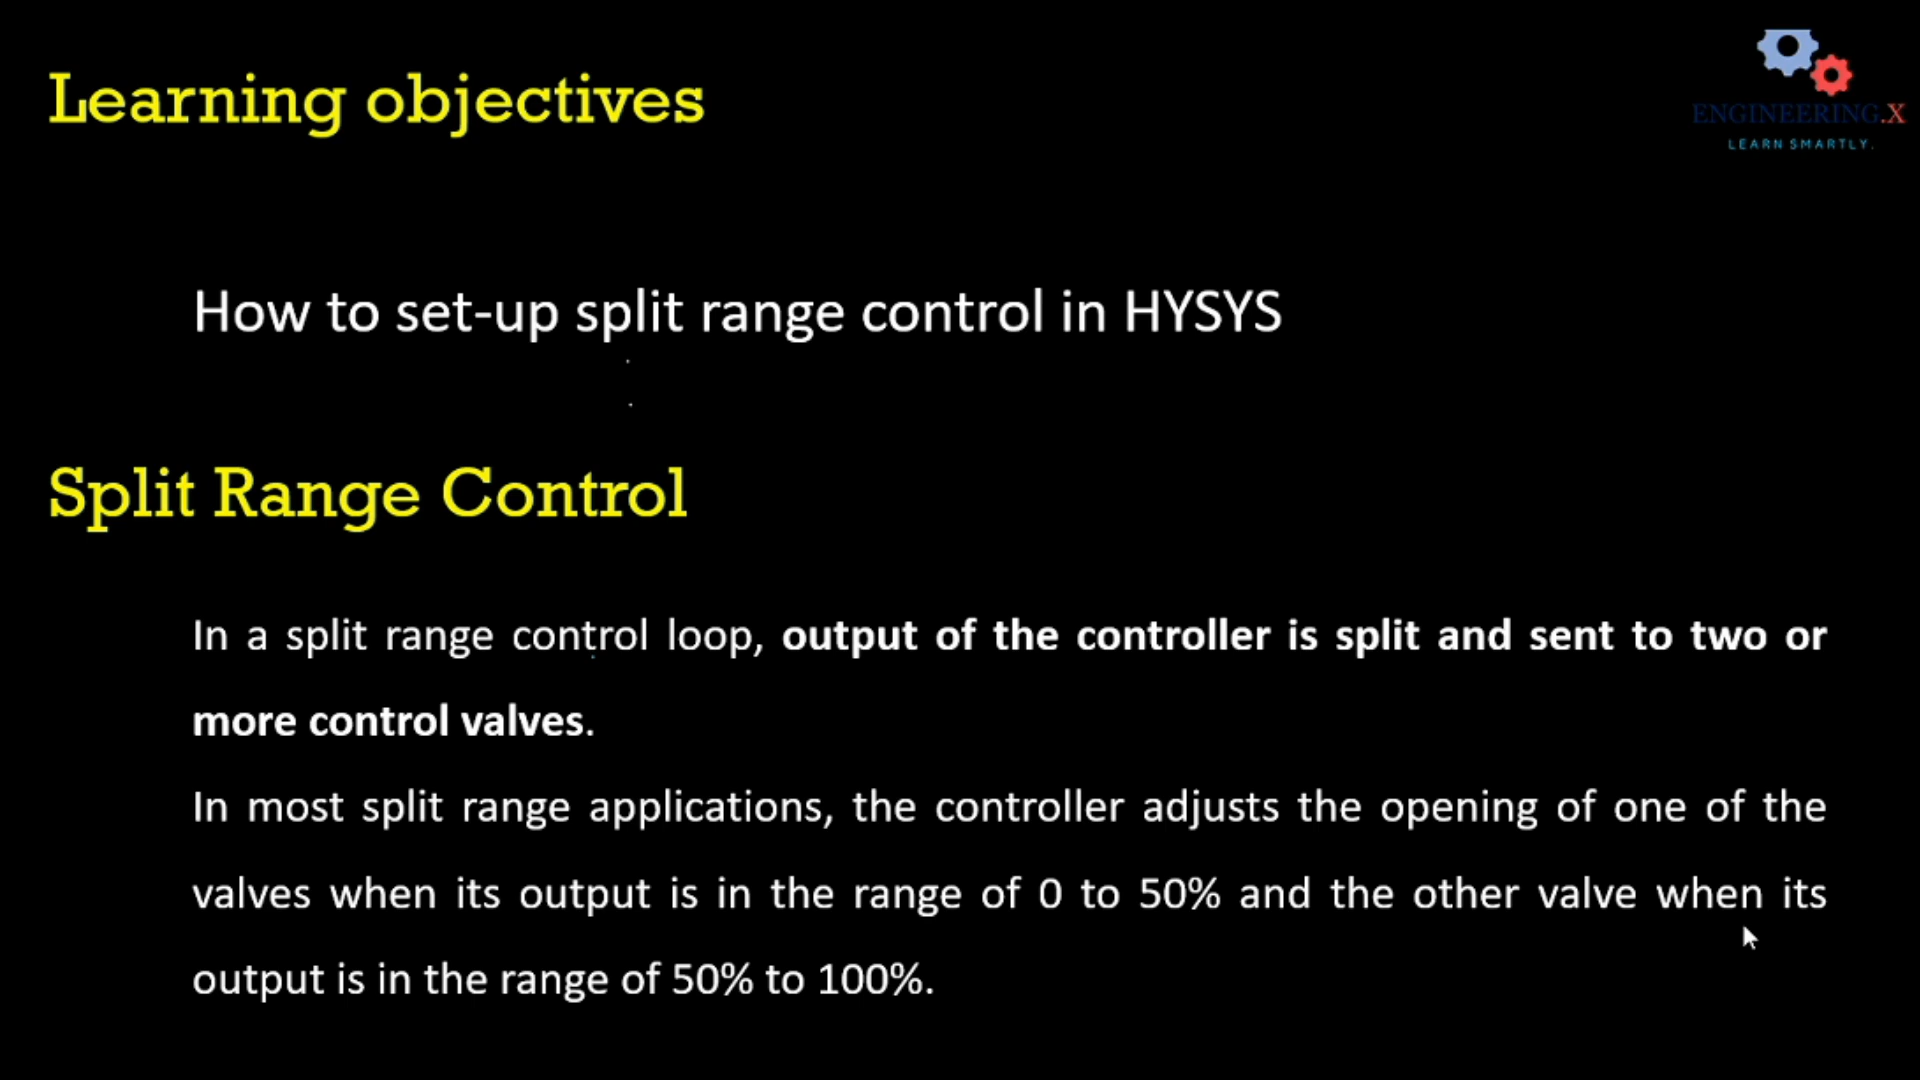 Learning objectives
ENGINEERING.X
LEARN SMARTLY.
How to set-up split range control in HYSYS
Split Range Control
In a split range control loop, output of the controller is split and sent to two or
more control valves.
In most split range applications, the controller adjusts the opening of one of the
valves when its output is in the range of 0 to 50% and the other valve when its
output is in the range of 50% to 100%.